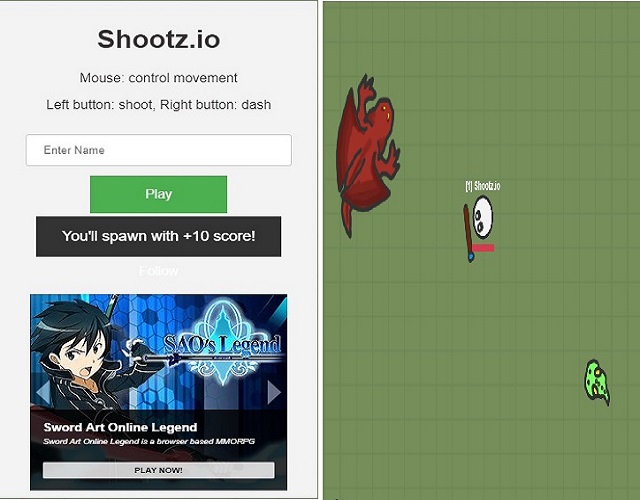 Shootz.io
Mouse: control movement
Left button: shoot, Right button: dash
Enter Name
Play
You'll spawn with +10 score!
Follow
SAO's Legend
Sword Art Online Legend
Sword Art Online Legend is a browser based MMORPG
PLAY NOW!
[1] Shootz.io